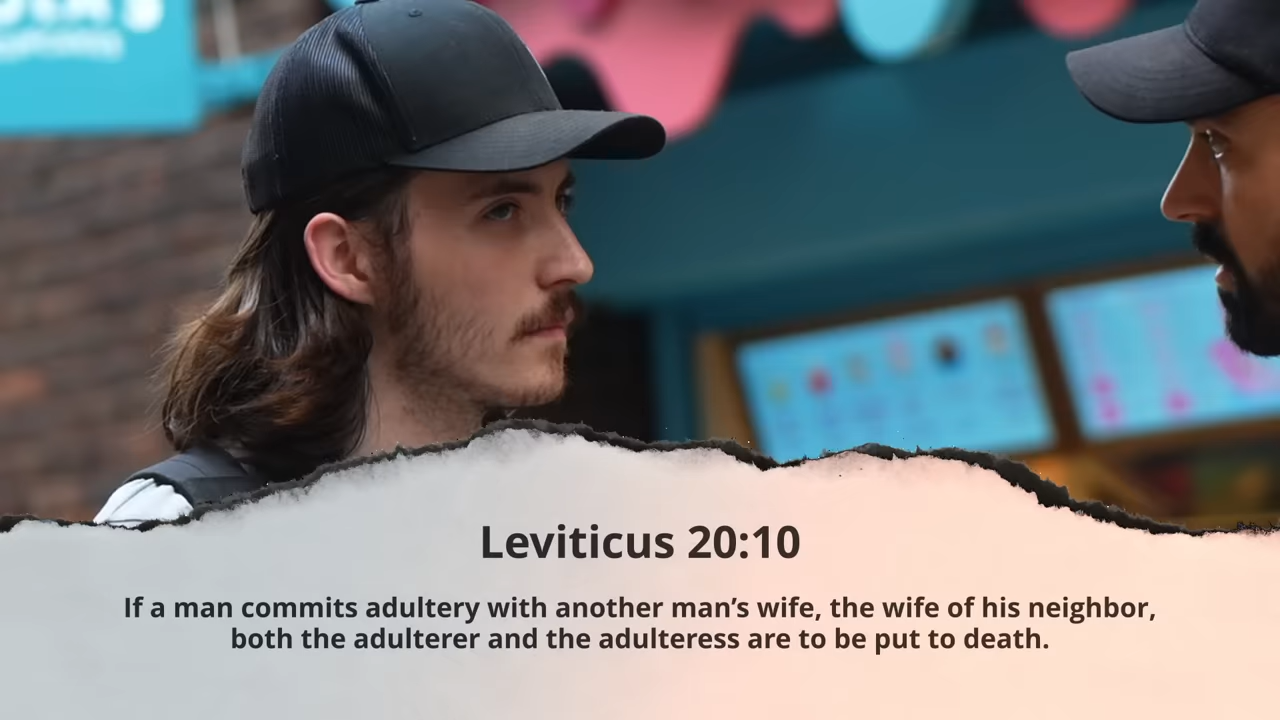 Leviticus 20:10
If a man commits adultery with another man’s wife, the wife of his neighbor,
both the adulterer and the adulteress are to be put to death.